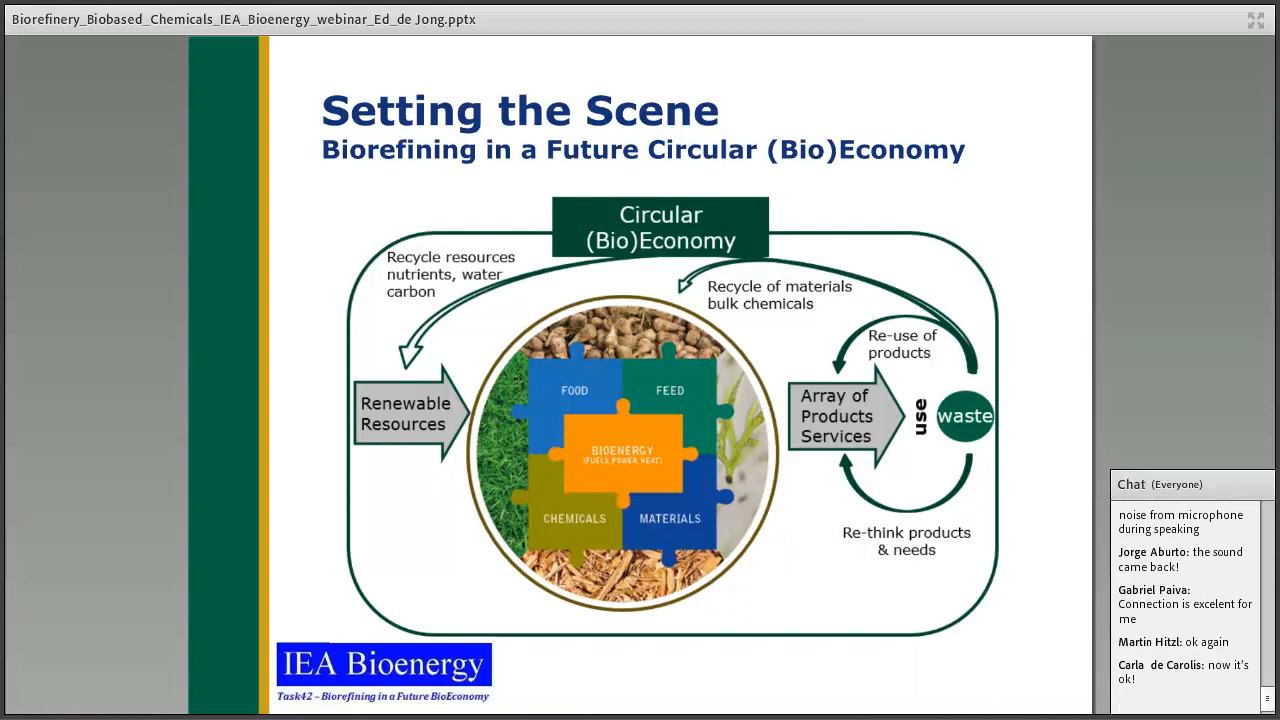 Biorefinery_Biobased_Chemicals_IEA_Bioenergy_webinar_Ed_de Jong.pptx
Setting the Scene
Biorefining in a Future Circular (Bio)Economy
Circular
(Bio)Economy
Recycle resources
nutrients, water
carbon
Recycle of materials
bulk chemicals
Re-use of
products
Renewable
Resources
FOOD
FEED
BIOENERGY
(FUELS, POWER, HEAT)
CHEMICALS
MATERIALS
Array of
Products
Services
use
waste
Re-think products
& needs
IEA Bioenergy
Task42 – Biorefining in a Future BioEconomy
Chat (Everyone)
noise from microphone
during speaking
Jorge Aburto: the sound
came back!
Gabriel Paiva:
Connection is excelent for
me
Martin Hitzl: ok again
Carla de Carolis: now it's
ok!